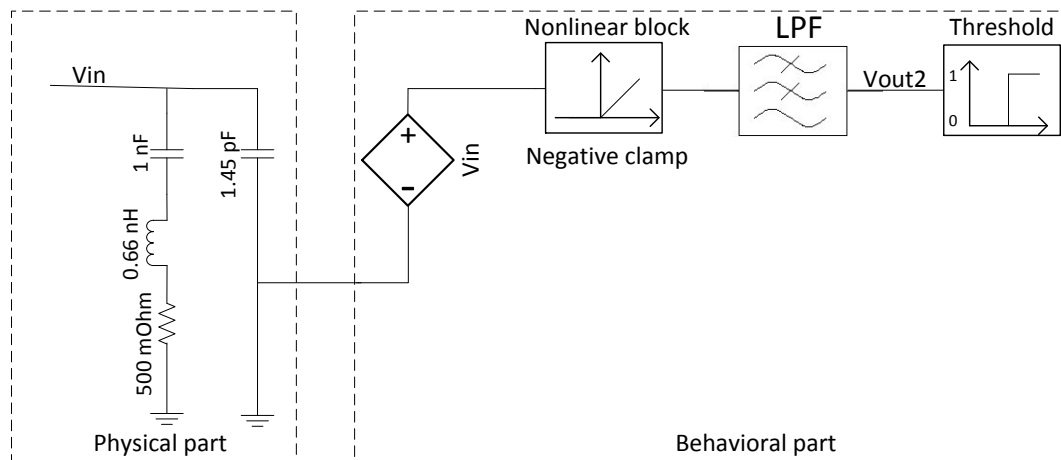 Vin
1 nF
1.45 pF
0.66 nH
500 mOhm
Physical part
+
-
Vin
Nonlinear block
Negative clamp
LPF
Vout2
Threshold
1
0
Behavioral part